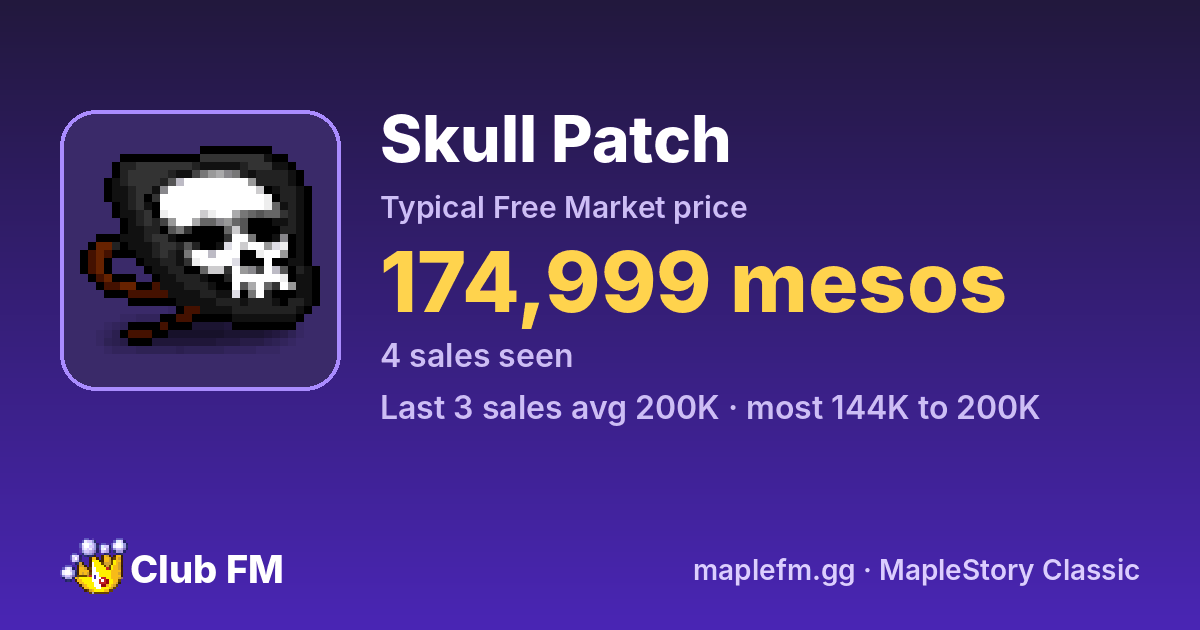 Skull Patch
Typical Free Market price
174,999 mesos
4 sales seen
Last 3 sales avg 200K · most 144K to 200K
Club FM
maplefm.gg · MapleStory Classic